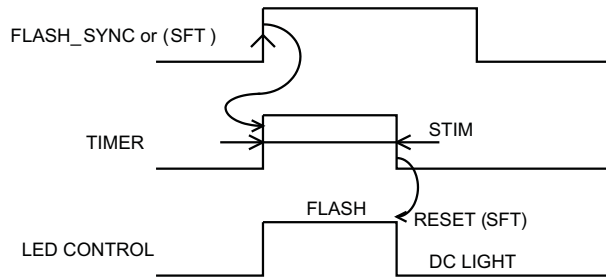 FLASH_SYNC or (SFT )
TIMER
STIM
FLASH
RESET (SFT)
LED CONTROL
DC LIGHT